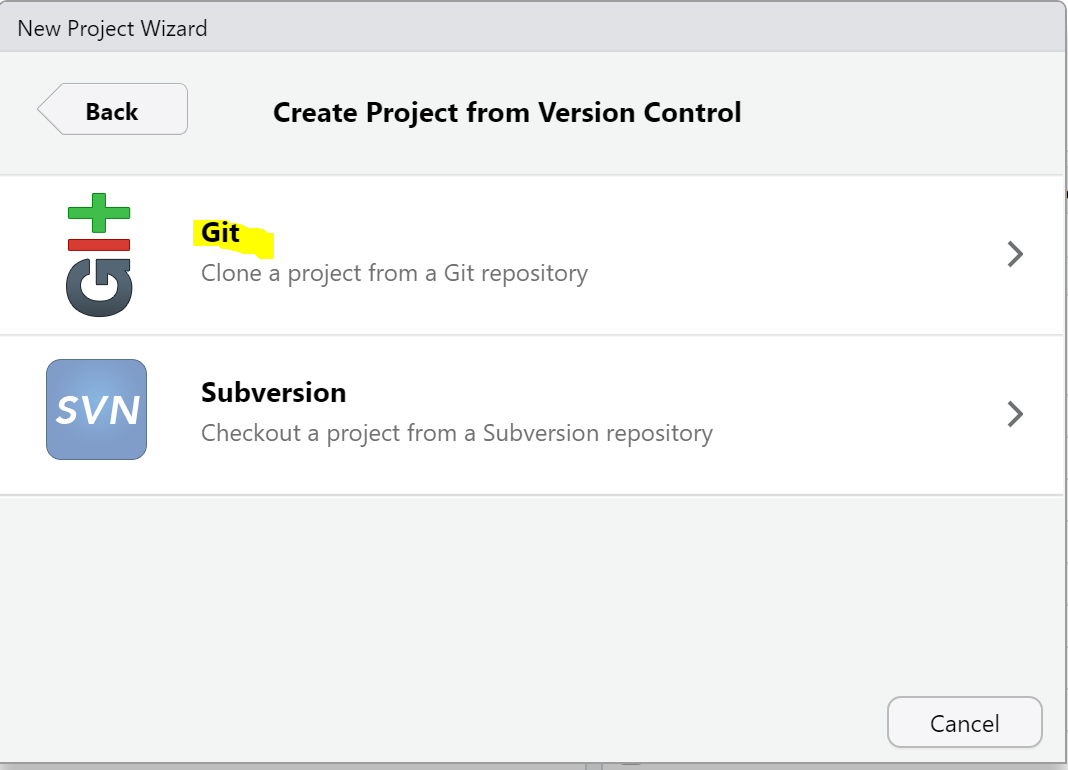 New Project Wizard
Back
Create Project from Version Control
Git
Git
Clone a project from a Git repository
SVN
Subversion
Checkout a project from a Subversion repository
Cancel